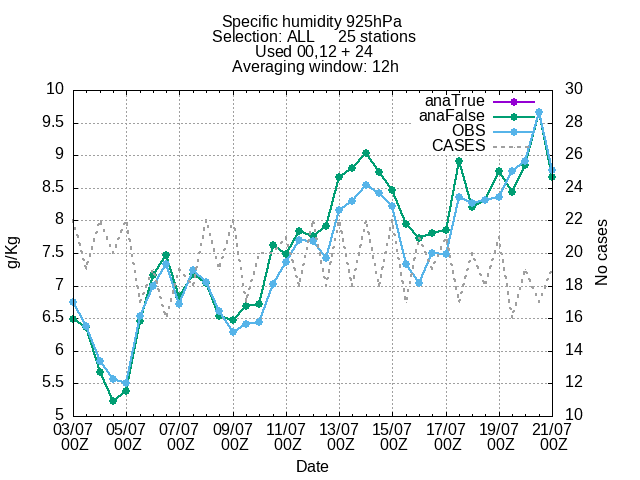 Specific humidity 925hPa
Selection: ALL 25 stations
Used 00,12 + 24
Averaging window: 12h
10 30
9.5 28
9 26
8.5 24
8 22
7.5 20
7 18
6.5 16
6 14
5.5 12
5 10
anaTrue
anaFalse
OBS
CASES
g/Kg
No cases
03/07 05/07 07/07 09/07 11/07 13/07 15/07 17/07 19/07 21/07
00Z 00Z 00Z 00Z 00Z 00Z 00Z 00Z 00Z 00Z
Date